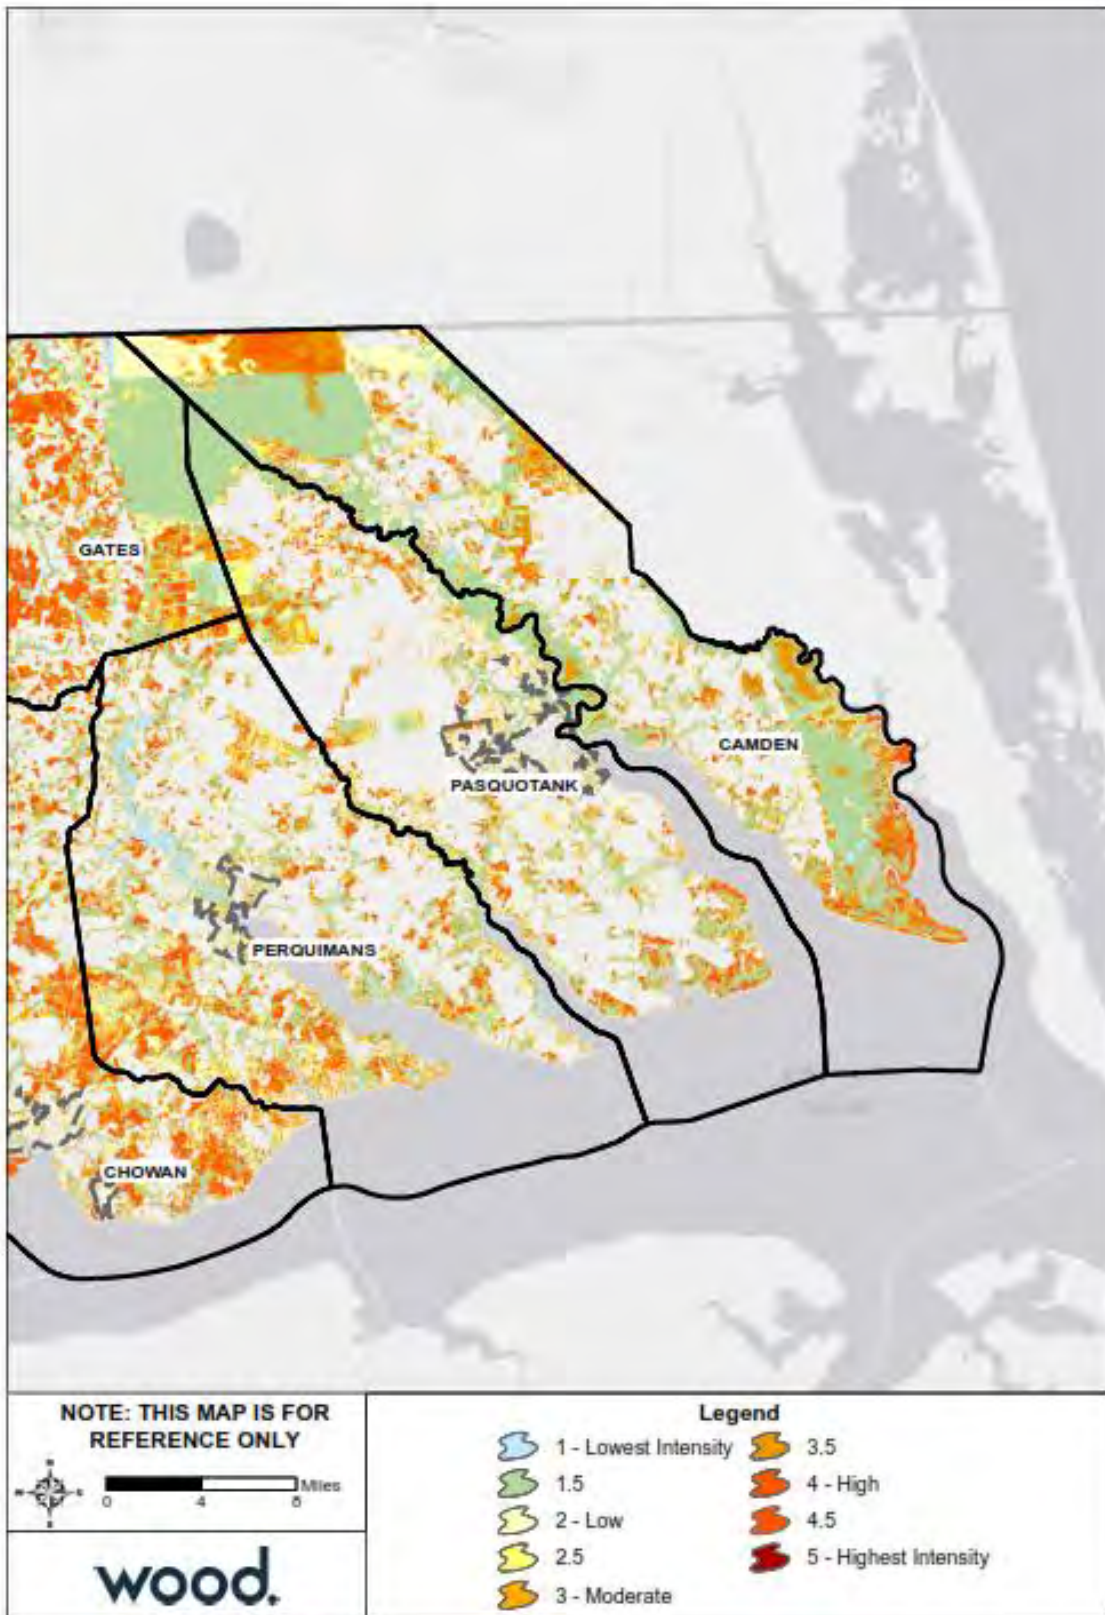 GATES
CAMDEN
PASQUOTANK
PERQUIMANS
CHOWAN
NOTE: THIS MAP IS FOR
REFERENCE ONLY
Miles
0 4 8
wood.
Legend
1 - Lowest Intensity
1.5
2 - Low
2.5
3 - Moderate
3.5
4 - High
4.5
5 - Highest Intensity